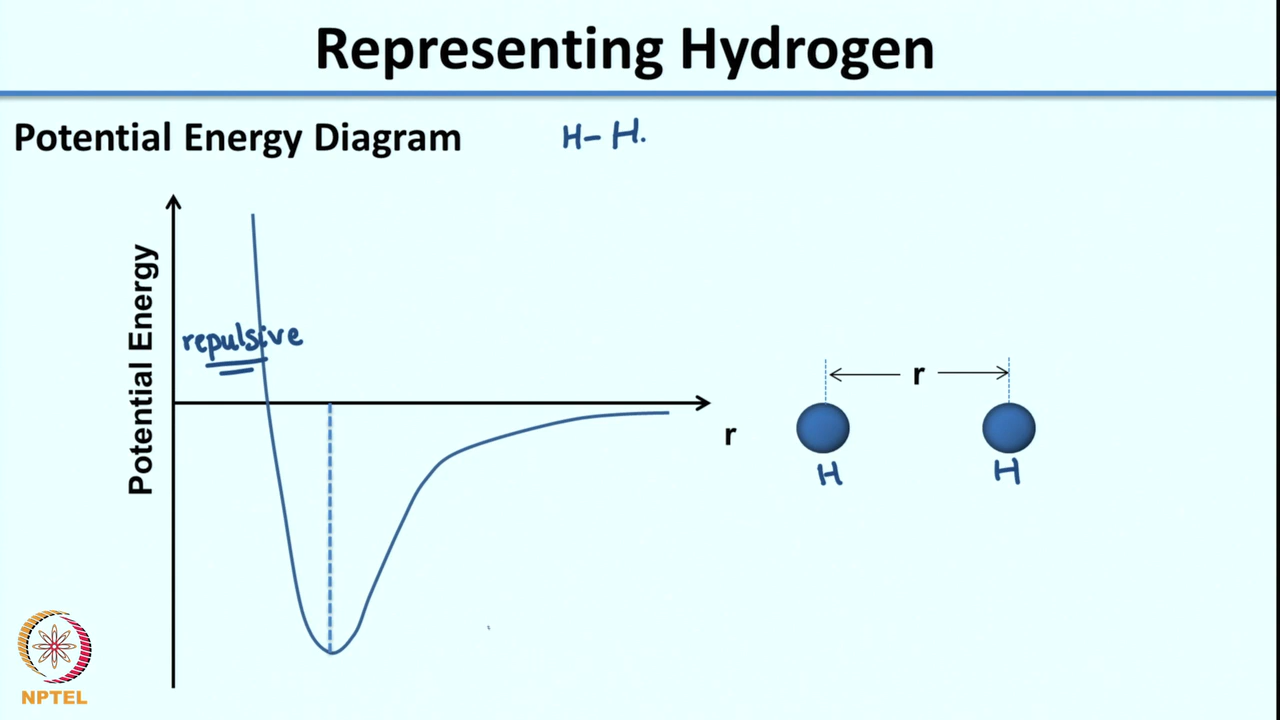 Representing Hydrogen
Potential Energy Diagram
H-H.
Potential Energy
repulsive
r
r
H
H
NPTEL